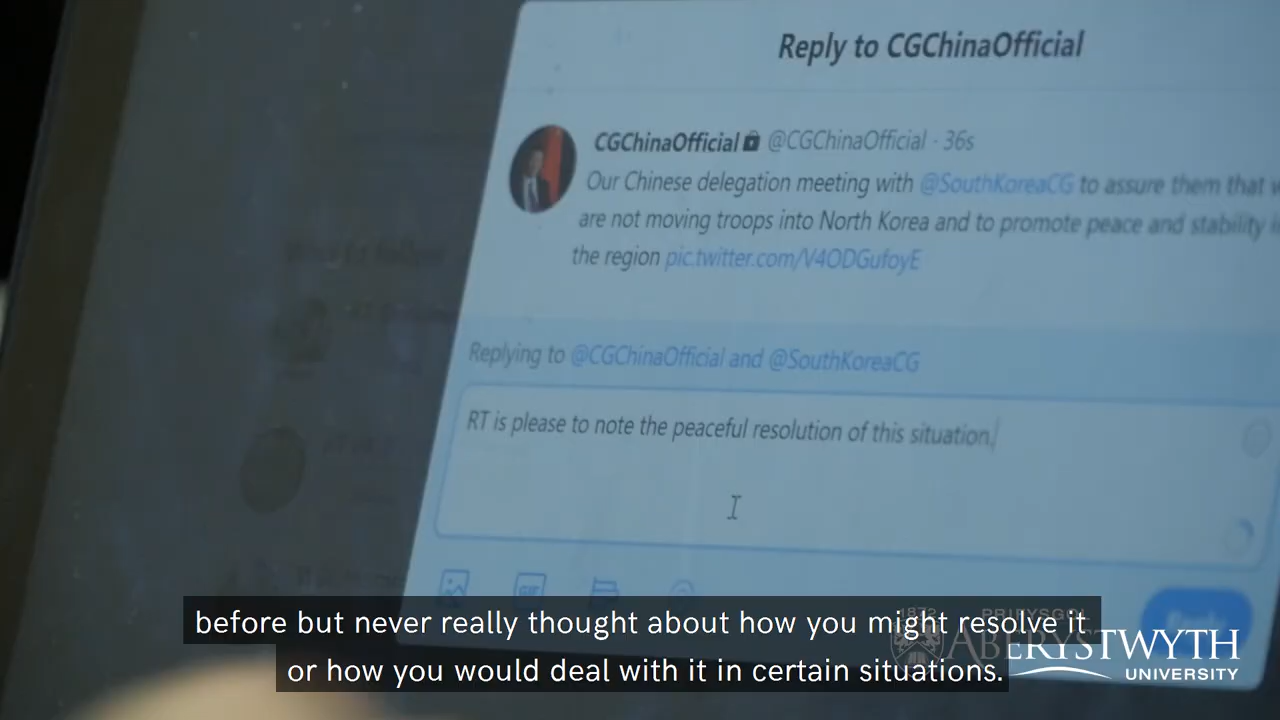 Reply to CGChinaOfficial
CGChinaOfficial @CGChinaOfficial · 36s
Our Chinese delegation meeting with @SouthKoreaCG to assure them that
are not moving troops into North Korea and to promote peace and stability
the region pic.twitter.com/V4ODGufoyE
Replying to @CGChinaOfficial and @SouthKoreaCG
RT is please to note the peaceful resolution of this situation.
GIF
before but never really thought about how you might resolve it
or how you would deal with it in certain situations.
1872
PRIFYSGOL
ABERYSTWYTH
UNIVERSITY